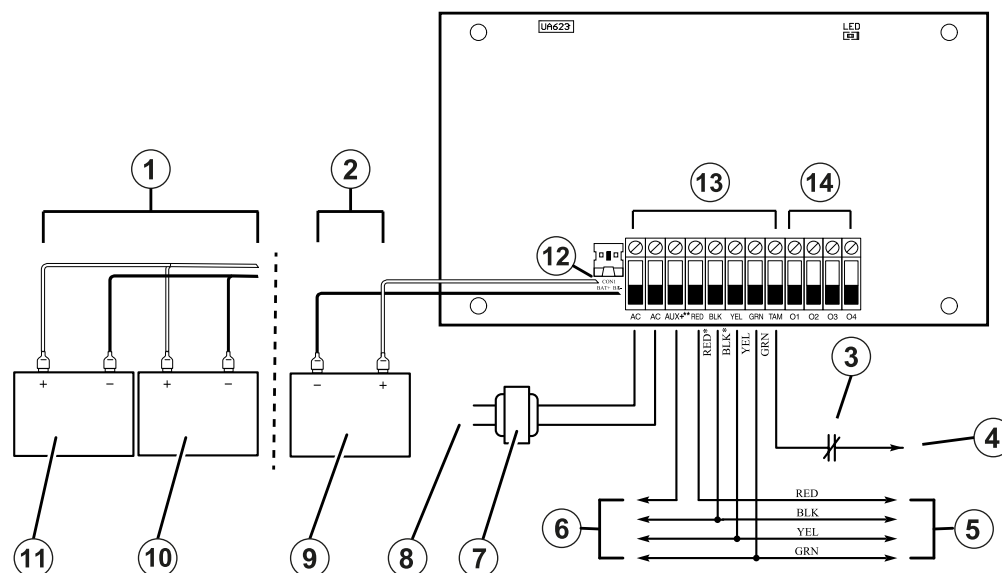 UA623
LED
1
2
13
14
12
CON1
BAT+
AC AC AUX+** RED BLK YEL GRN TAM O1 O2 O3 O4
RED*
BLK*
YEL
GRN
3
+ − + −
− +
4
RED
BLK
YEL
GRN
6
5
11
10
9
8
7